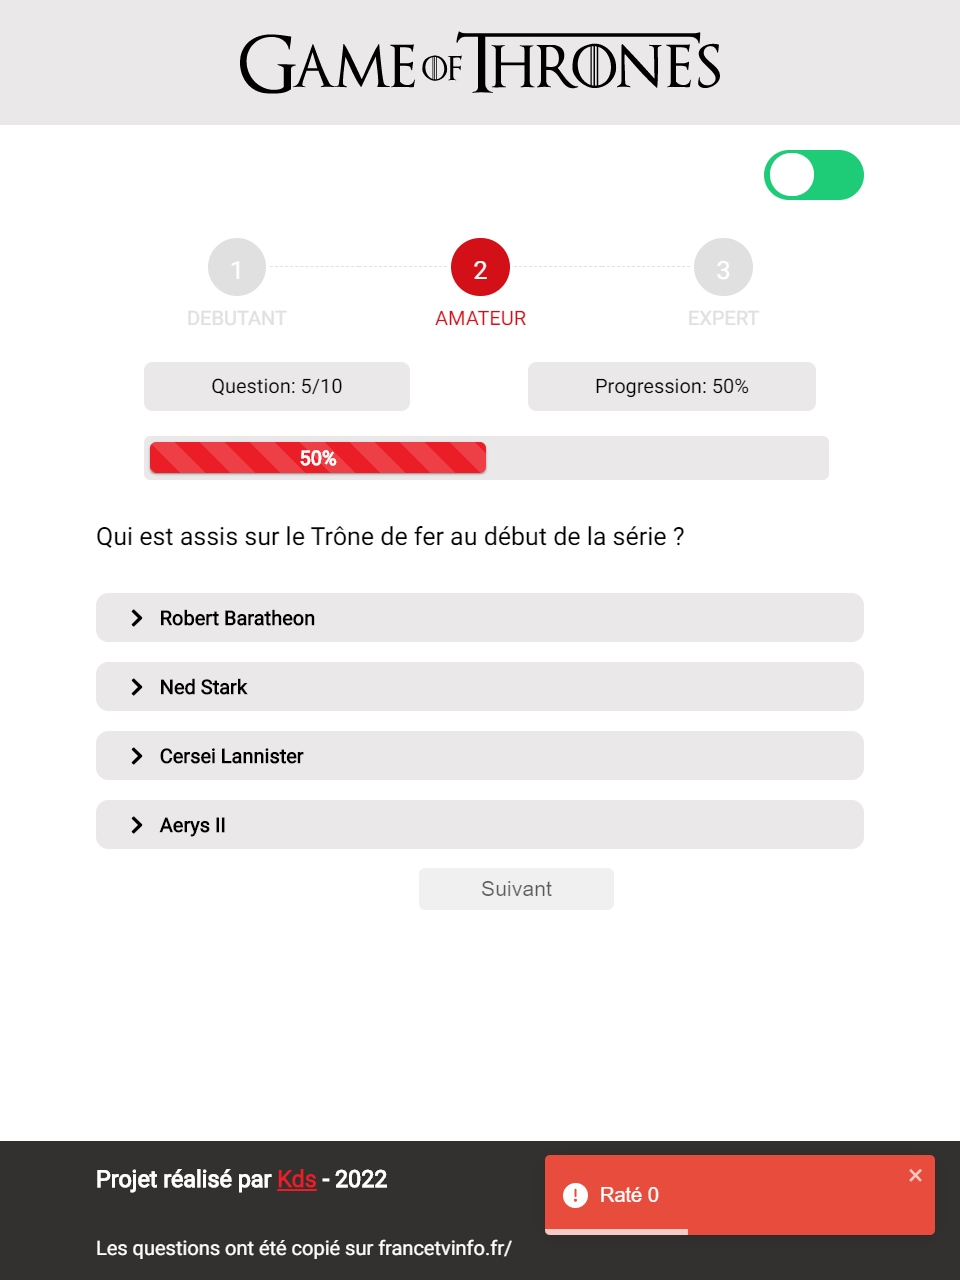 GAME OF THRONES
1
2
3
DEBUTANT
AMATEUR
EXPERT
Question: 5/10
Progression: 50%
50%
Qui est assis sur le Trône de fer au début de la série ?
Robert Baratheon
Ned Stark
Cersei Lannister
Aerys II
Suivant
Projet réalisé par Kds - 2022
Raté 0
Les questions ont été copié sur francetvinfo.fr/